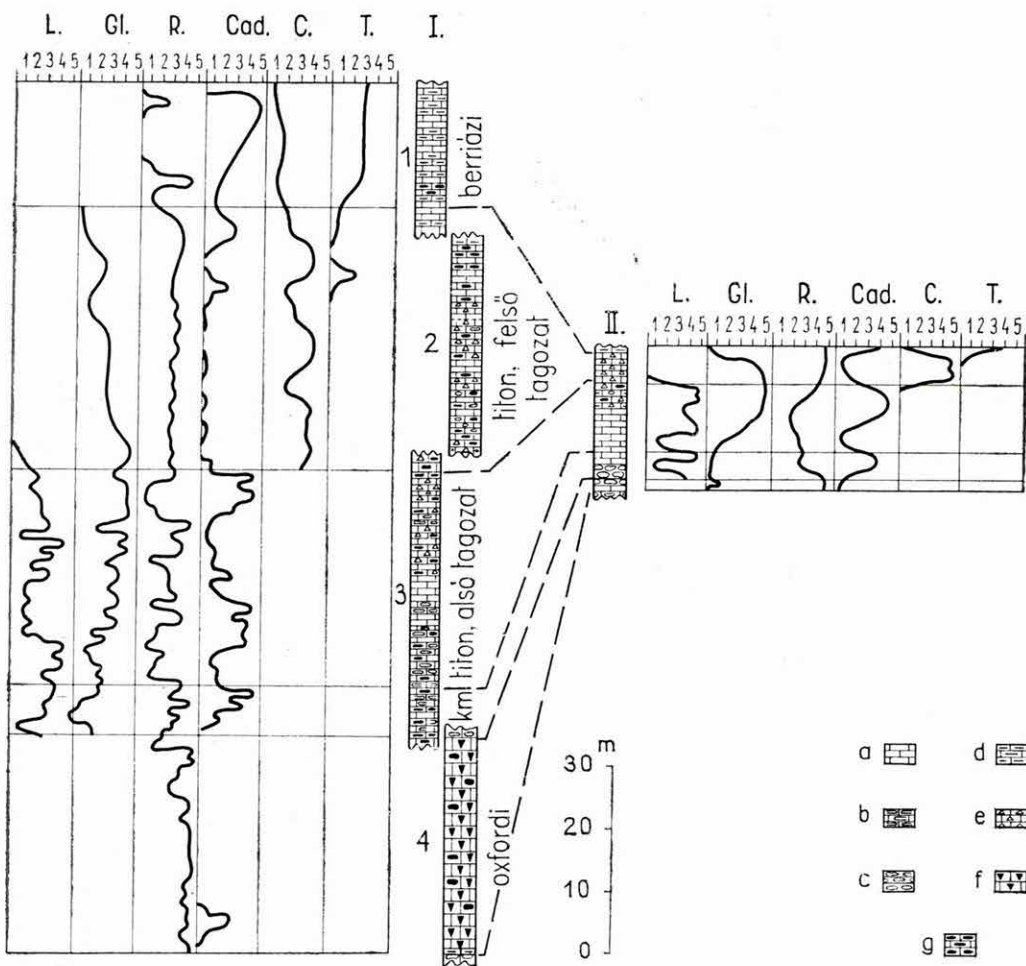 L. Gl. R. Cad. C. T. I.
12345 12345 12345 12345 12345 12345
1
berriázi
2
titon, felső
tagozat
3
kml titon, alsó tagozat
4
oxfordi
II.
L. Gl. R. Cad. C. T.
12345 12345 12345 12345 12345 12345
m
30
20
10
0
a d
b e
c f
g